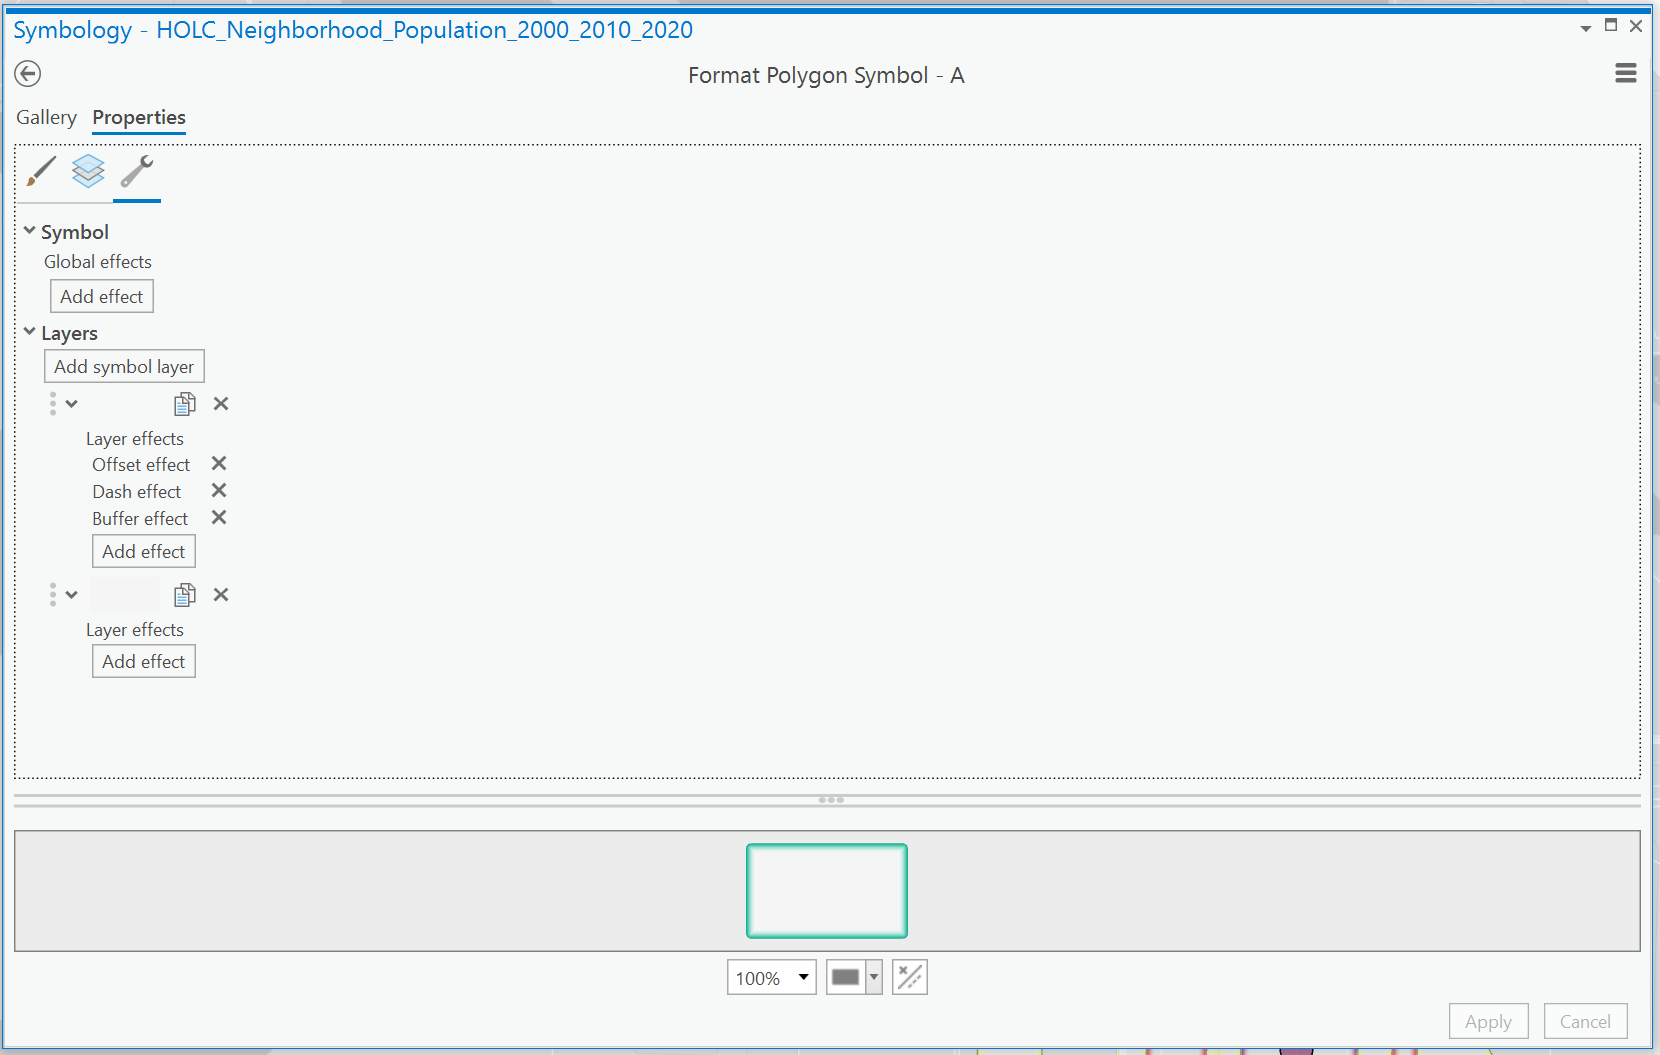 Symbology - HOLC_Neighborhood_Population_2000_2010_2020
Format Polygon Symbol - A
Gallery Properties
Symbol
Global effects
Add effect
Layers
Add symbol layer
Layer effects
Offset effect
Dash effect
Buffer effect
Add effect
Layer effects
Add effect
100%
Apply Cancel